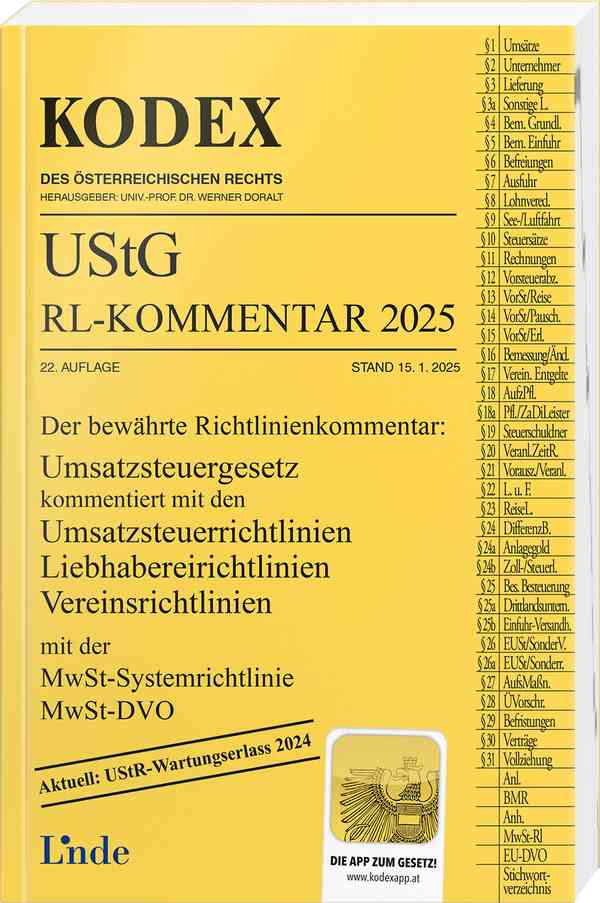 KODEX
DES ÖSTERREICHISCHEN RECHTS
HERAUSGEBER: UNIV.-PROF. DR. WERNER DORALT
UStG
RL-KOMMENTAR 2025
22. AUFLAGE STAND 15. 1. 2025
Der bewährte Richtlinienkommentar:
Umsatzsteuergesetz
kommentiert mit den
Umsatzsteuerrichtlinien
Liebhabereirichtlinien
Vereinsrichtlinien
mit der
MwSt-Systemrichtlinie
MwSt-DVO
Aktuell: UStR-Wartungserlass 2024
Linde
DIE APP ZUM GESETZ!
www.kodexapp.at
§ 1 Umsätze
§ 2 Unternehmer
§ 3 Lieferung
§ 3a Sonstige L.
§ 4 Bem. Grundl.
§ 5 Bem. Einfuhr
§ 6 Befreiungen
§ 7 Ausfuhr
§ 8 Lohnvered.
§ 9 See-/Luftfahrt
§ 10 Steuersätze
§ 11 Rechnungen
§ 12 Vorsteuerabz.
§ 13 VorSt/Reise
§ 14 VorSt/Pausch.
§ 15 VorSt/Erl.
§ 16 Bemessung/Änd.
§ 17 Verein. Entgelte
§ 18 AufzPfl.
§ 18a Pfl./ZaDiLeister
§ 19 Steuerschuldner
§ 20 Veranl.ZeitR.
§ 21 Vorausz./Veranl.
§ 22 L. u. F.
§ 23 ReiseL.
§ 24 DifferenzB.
§ 24a Anlagegold
§ 24b Zoll-/Steuerl.
§ 25 Bes. Besteuerung
§ 25a Drittlandsuntern.
§ 25b Einfuhr-Versandh.
§ 26 EUSt/SonderV.
§ 26a EUSt/Sonderr.
§ 27 AufsMaßn.
§ 28 ÜVorschr.
§ 29 Befristungen
§ 30 Verträge
§ 31 Vollziehung
Anl.
BMR
Anh.
MwSt-Rl
EU-DVO
Stichwort-
verzeichnis